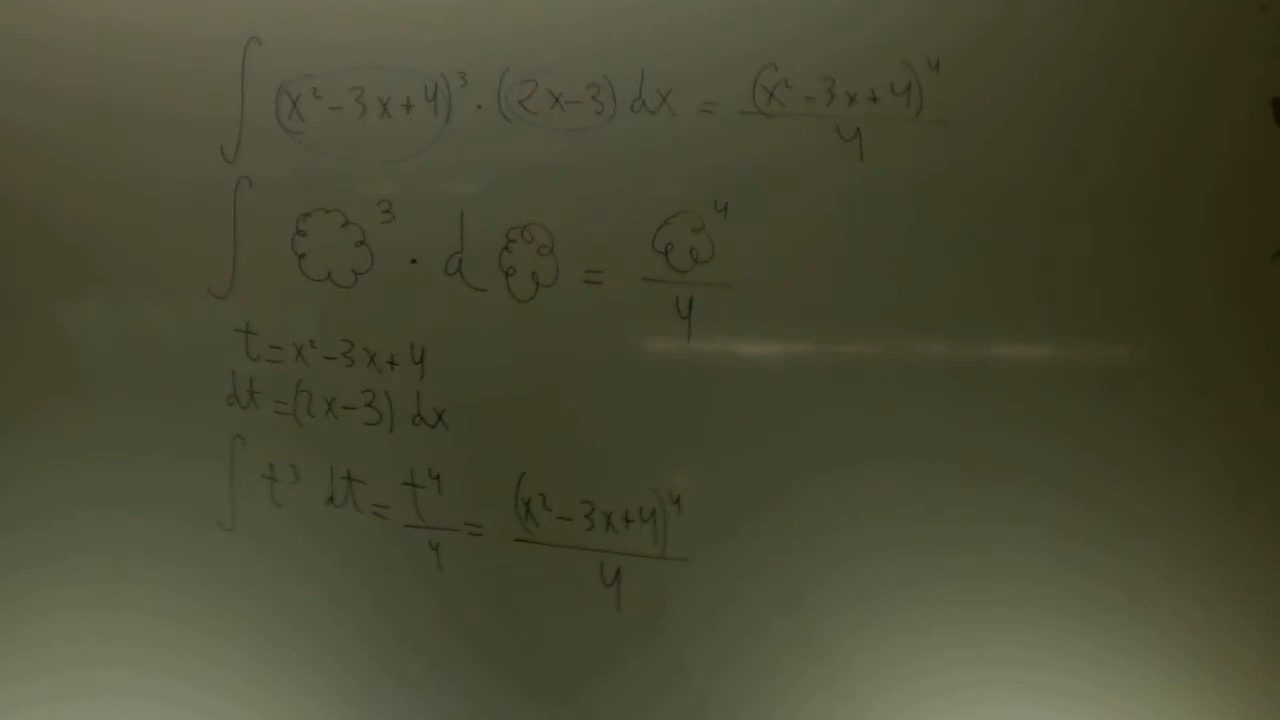 ∫ (x² - 3x + 4)³ · (2x - 3) dx = (x² - 3x + 4)⁴ / 4
∫ ³ · d = ⁴ / 4
t = x² - 3x + 4
dt = (2x - 3) dx
∫ t³ dt = t⁴ / 4 = (x² - 3x + 4)⁴ / 4